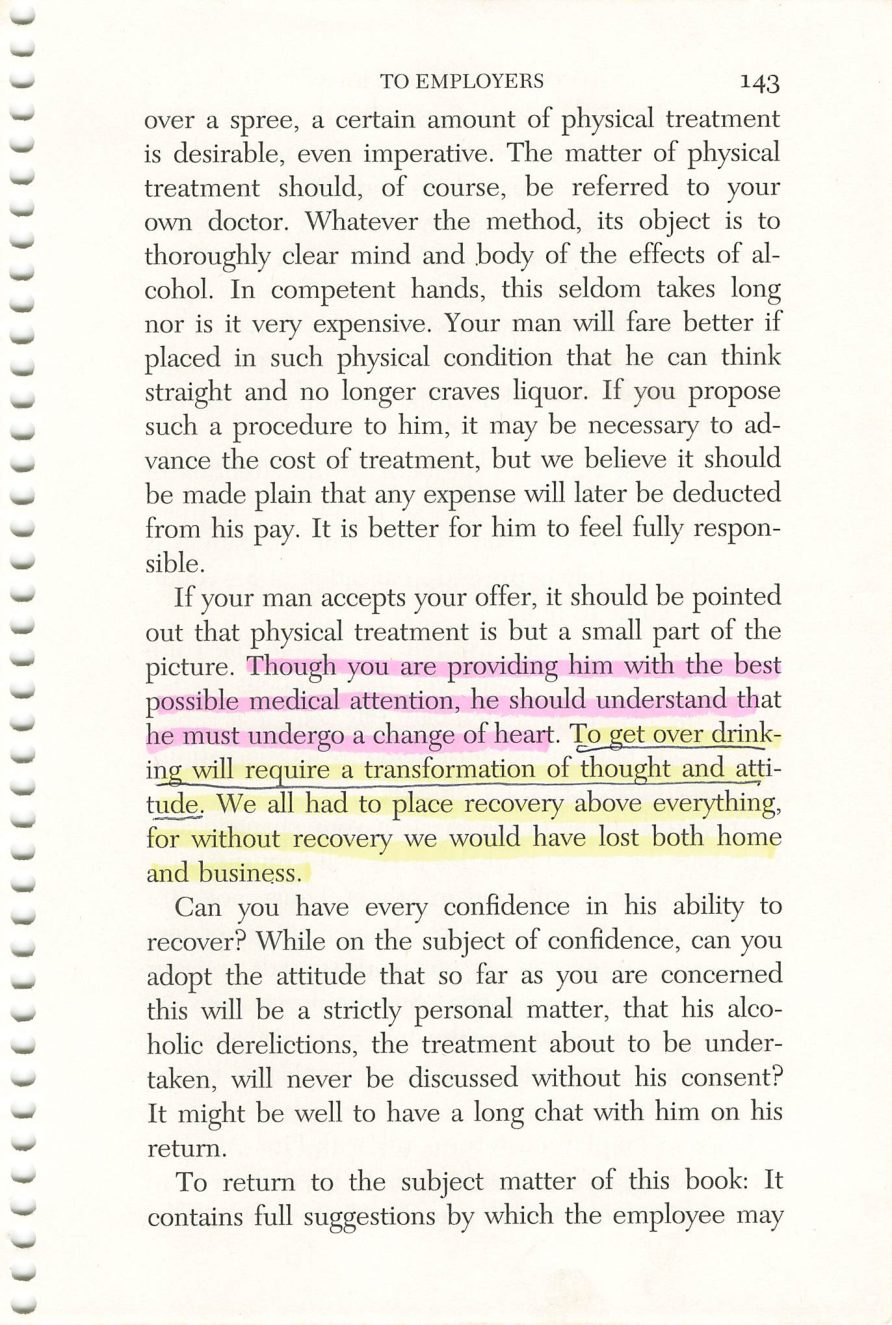 TO EMPLOYERS 143
over a spree, a certain amount of physical treatment
is desirable, even imperative. The matter of physical
treatment should, of course, be referred to your
own doctor. Whatever the method, its object is to
thoroughly clear mind and body of the effects of al-
cohol. In competent hands, this seldom takes long
nor is it very expensive. Your man will fare better if
placed in such physical condition that he can think
straight and no longer craves liquor. If you propose
such a procedure to him, it may be necessary to ad-
vance the cost of treatment, but we believe it should
be made plain that any expense will later be deducted
from his pay. It is better for him to feel fully respon-
sible.
If your man accepts your offer, it should be pointed
out that physical treatment is but a small part of the
picture. Though you are providing him with the best
possible medical attention, he should understand that
he must undergo a change of heart. To get over drink-
ing will require a transformation of thought and atti-
tude. We all had to place recovery above everything,
for without recovery we would have lost both home
and business.
Can you have every confidence in his ability to
recover? While on the subject of confidence, can you
adopt the attitude that so far as you are concerned
this will be a strictly personal matter, that his alco-
holic derelictions, the treatment about to be under-
taken, will never be discussed without his consent?
It might be well to have a long chat with him on his
return.
To return to the subject matter of this book: It
contains full suggestions by which the employee may